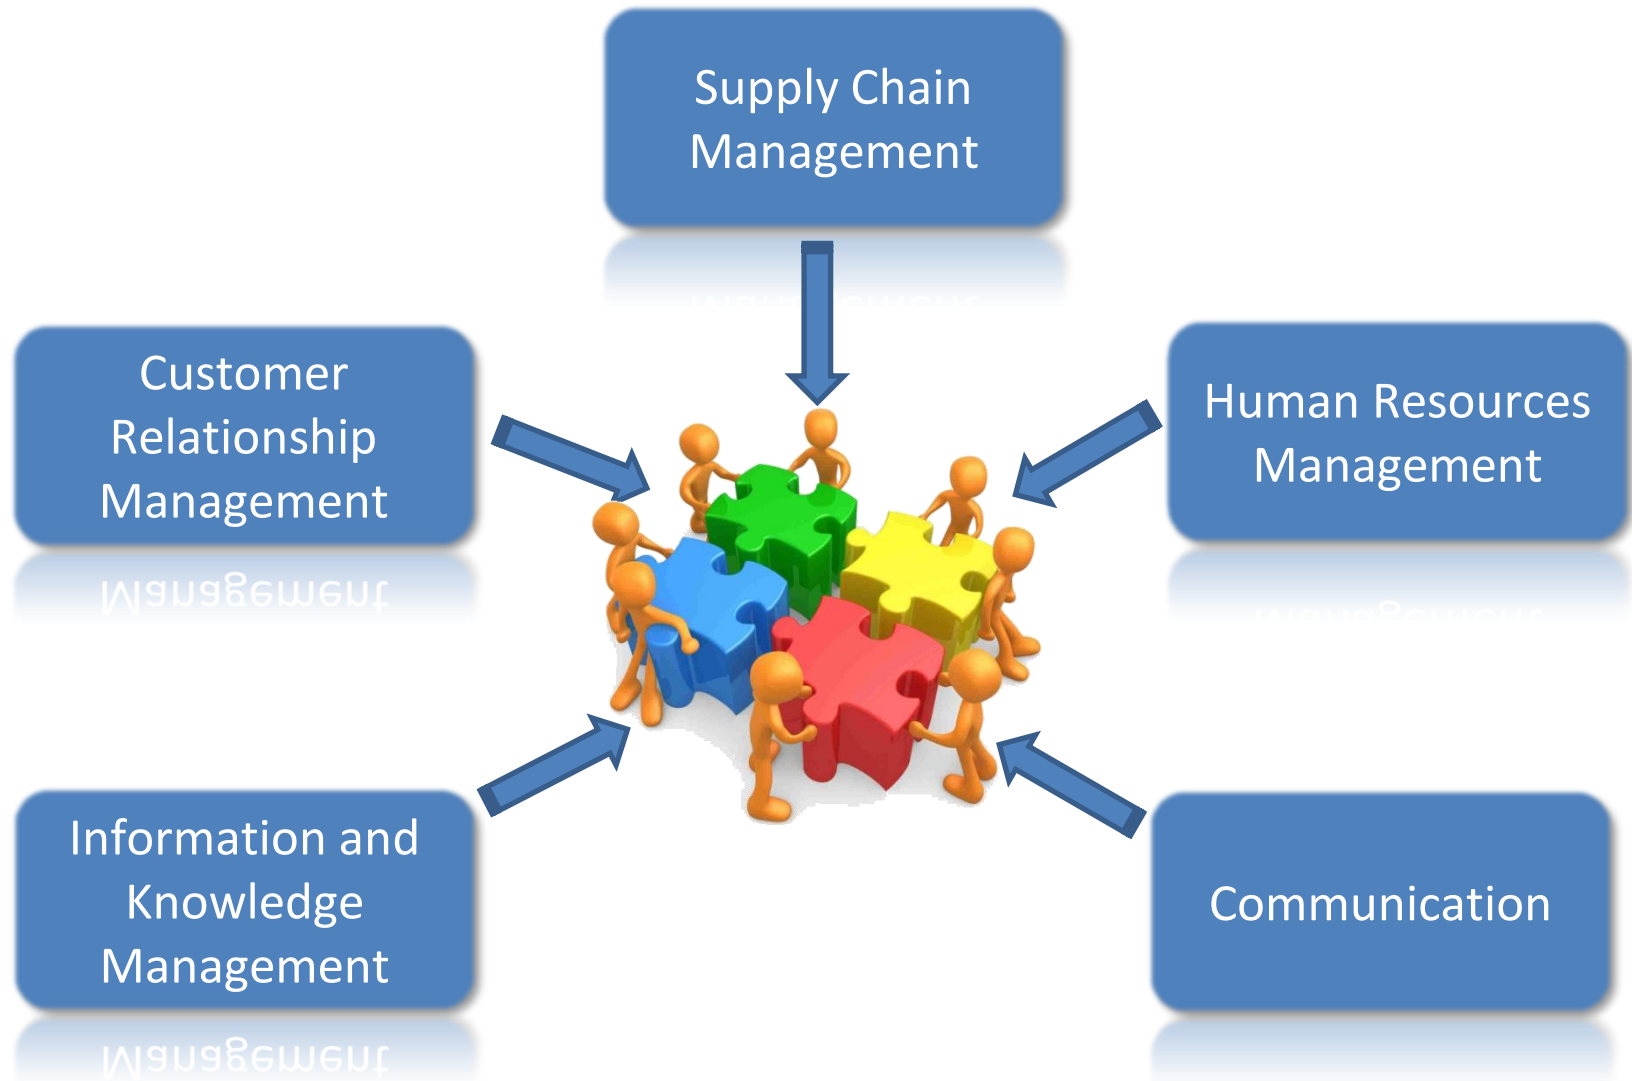 Supply Chain
Management
Customer
Relationship
Management
Human Resources
Management
Information and
Knowledge
Management
Communication